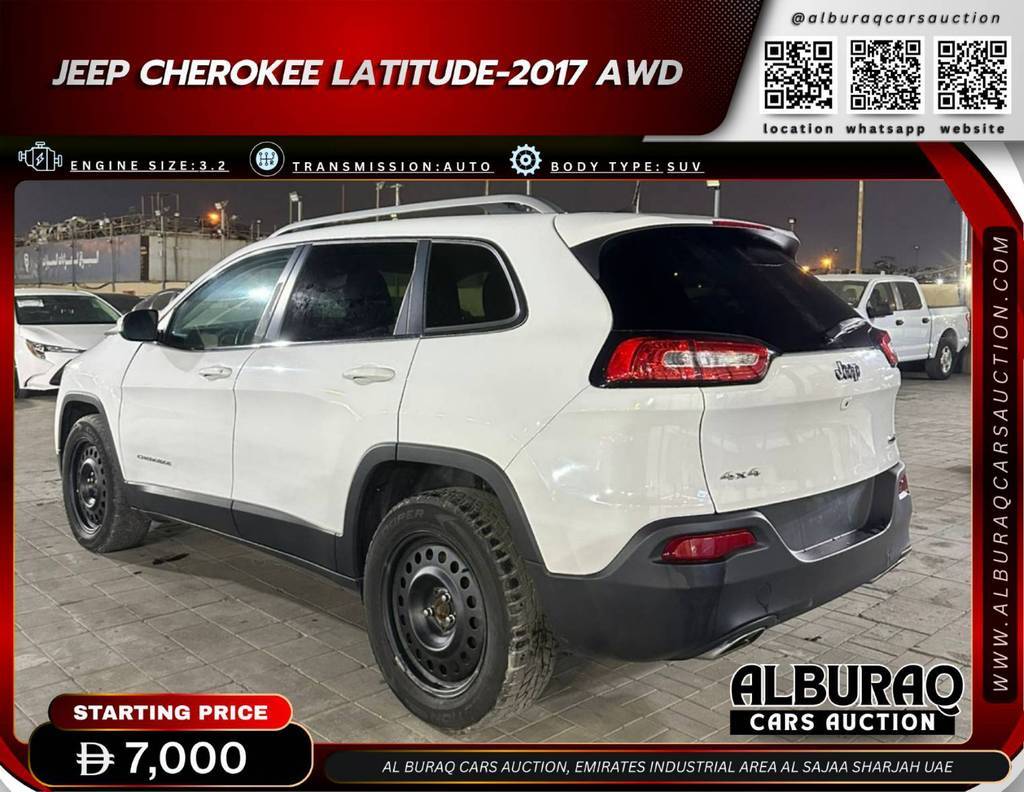 @alburaqcarsauction
JEEP CHEROKEE LATITUDE-2017 AWD
location whatsapp website
ENGINE SIZE:3.2 TRANSMISSION:AUTO BODY TYPE: SUV
Jeep
CHEROKEE
4x4
WWW.ALBURAQCARSAUCTION.COM
ALBURAQ
CARS AUCTION
STARTING PRICE
7,000
AL BURAQ CARS AUCTION, EMIRATES INDUSTRIAL AREA AL SAJAA SHARJAH UAE